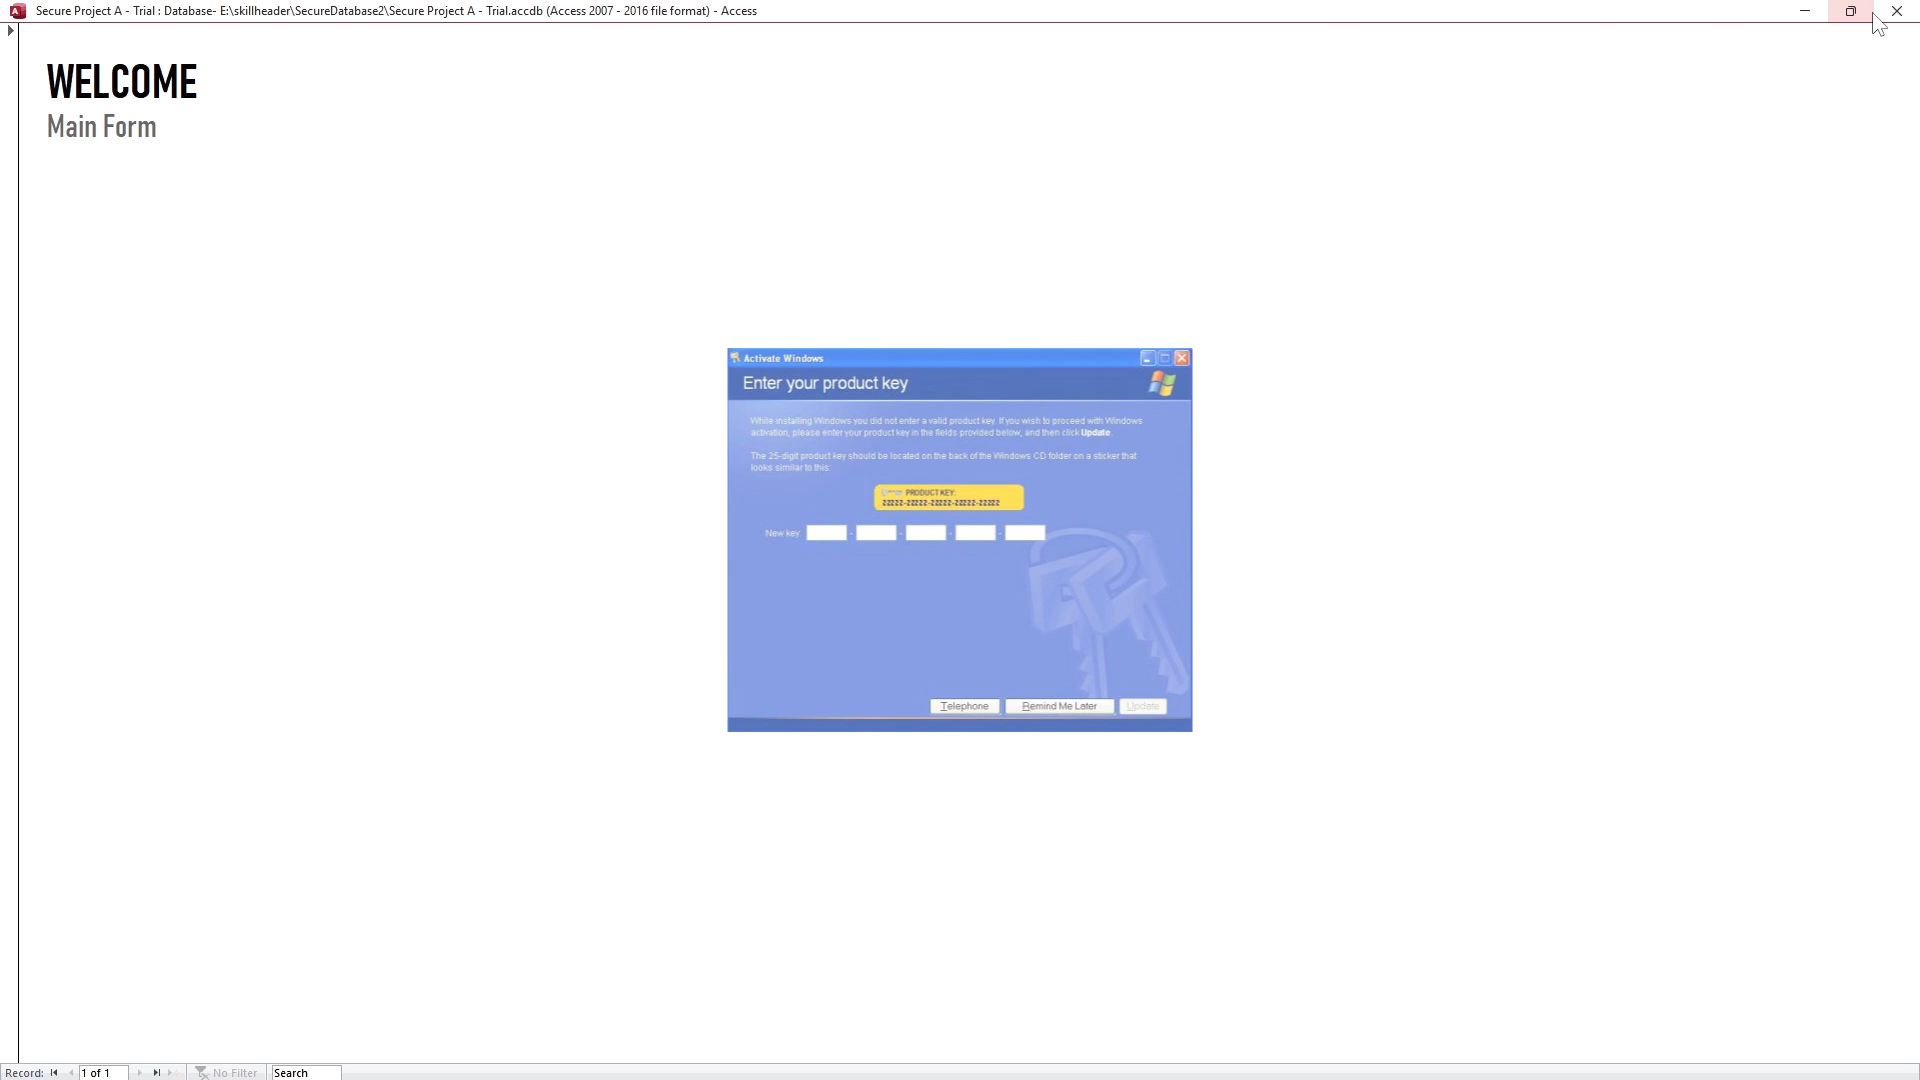 Secure Project A - Trial : Database- E:\skillheader\SecureDatabase2\Secure Project A - Trial.accdb (Access 2007 - 2016 file format) - Access
WELCOME
Main Form
Activate Windows
Enter your product key
While installing Windows you did not enter a valid product key. If you wish to proceed with Windows
activation, please enter your product key in the fields provided below, and then click Update.
The 25-digit product key should be located on the back of the Windows CD folder on a sticker that
looks similar to this:
PRODUCT KEY:
ZZZZZ-ZZZZZ-ZZZZZ-ZZZZZ-ZZZZZ
New key: - - - -
Telephone Remind Me Later Update
Record: 1 of 1 No Filter Search